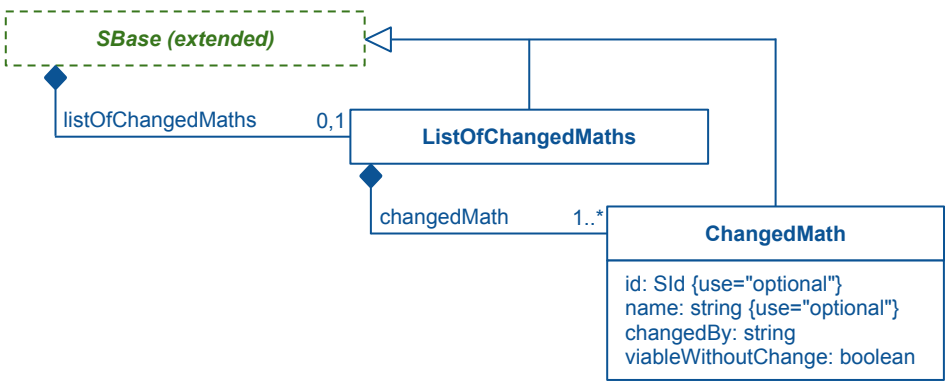 SBase (extended)
listOfChangedMaths 0,1
ListOfChangedMaths
changedMath 1..*
ChangedMath
id: SId {use="optional"}
name: string {use="optional"}
changedBy: string
viableWithoutChange: boolean